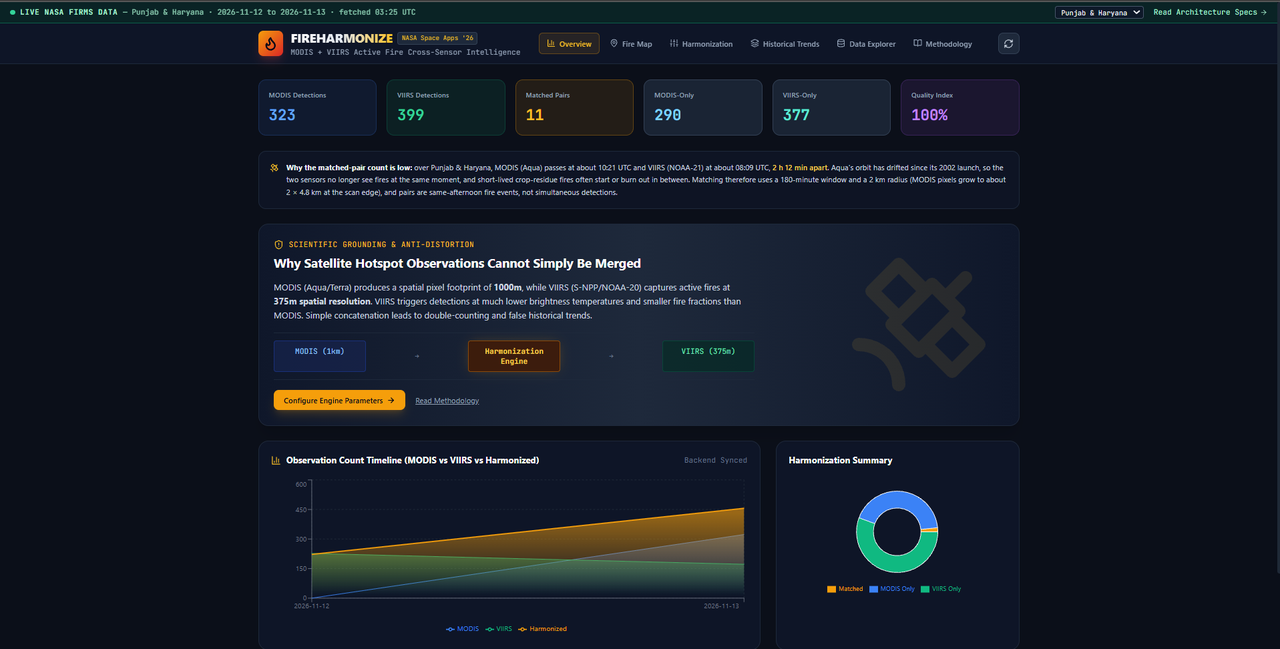 LIVE NASA FIRMS DATA — Punjab & Haryana · 2026-11-12 to 2026-11-13 · fetched 03:25 UTC
Punjab & Haryana
Read Architecture Specs →
FIREHARMONIZE
NASA Space Apps '26
MODIS + VIIRS Active Fire Cross-Sensor Intelligence
Overview
Fire Map
Harmonization
Historical Trends
Data Explorer
Methodology
MODIS Detections
323
VIIRS Detections
399
Matched Pairs
11
MODIS-Only
290
VIIRS-Only
377
Quality Index
100%
Why the matched-pair count is low: over Punjab & Haryana, MODIS (Aqua) passes at about 10:21 UTC and VIIRS (NOAA-21) at about 08:09 UTC, 2 h 12 min apart. Aqua's orbit has drifted since its 2002 launch, so the
two sensors no longer see fires at the same moment, and short-lived crop-residue fires often start or burn out in between. Matching therefore uses a 180-minute window and a 2 km radius (MODIS pixels grow to about
2 × 4.8 km at the scan edge), and pairs are same-afternoon fire events, not simultaneous detections.
SCIENTIFIC GROUNDING & ANTI-DISTORTION
Why Satellite Hotspot Observations Cannot Simply Be Merged
MODIS (Aqua/Terra) produces a spatial pixel footprint of 1000m, while VIIRS (S-NPP/NOAA-20) captures active fires at
375m spatial resolution. VIIRS triggers detections at much lower brightness temperatures and smaller fire fractions than
MODIS. Simple concatenation leads to double-counting and false historical trends.
MODIS (1km)
→
Harmonization
Engine
→
VIIRS (375m)
Configure Engine Parameters →
Read Methodology
Observation Count Timeline (MODIS vs VIIRS vs Harmonized)
Backend Synced
600
450
300
150
0
2026-11-12
2026-11-13
MODIS
VIIRS
Harmonized
Harmonization Summary
Matched
MODIS Only
VIIRS Only